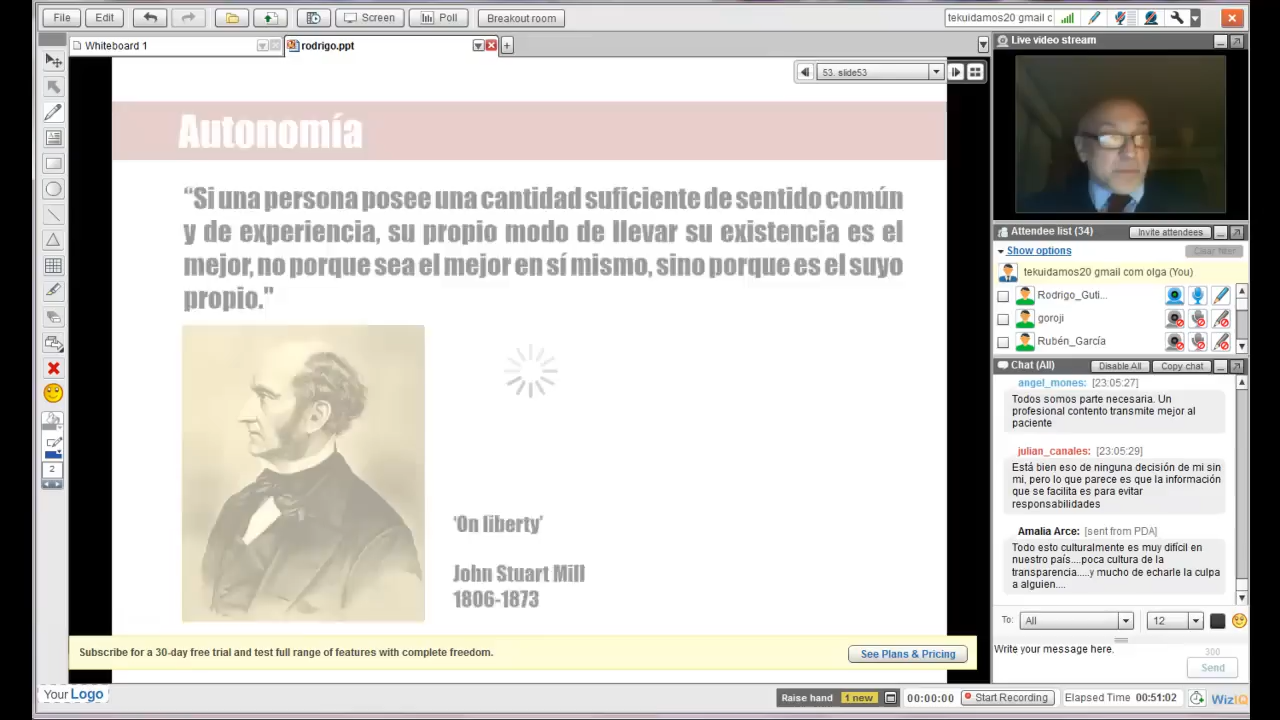 File
Edit
Screen
Poll
Breakout room
tekuidamos20 gmail c
Whiteboard 1
rodrigo.ppt
53. slide53
Autonomía
“Si una persona posee una cantidad suficiente de sentido común
y de experiencia, su propio modo de llevar su existencia es el
mejor, no porque sea el mejor en sí mismo, sino porque es el suyo
propio.”
‘On liberty’
John Stuart Mill
1806-1873
2
Subscribe for a 30-day free trial and test full range of features with complete freedom.
See Plans & Pricing
Your Logo
Live video stream
Attendee list (34)
Invite attendees
Show options
Clear filter
tekuidamos20 gmail com olga (You)
Rodrigo_Guti...
goroji
Rubén_García
Chat (All)
Disable All
Copy chat
angel_mones: [23:05:27]
Todos somos parte necesaria. Un
profesional contento transmite mejor al
paciente
julian_canales: [23:05:29]
Está bien eso de ninguna decisión de mi sin
mi, pero lo que parece es que la información
que se facilita es para evitar
responsabilidades
Amalia Arce: [sent from PDA]
Todo esto culturalmente es muy difícil en
nuestro país....poca cultura de la
transparencia.....y mucho de echarle la culpa
a alguien....
To:
All
12
Write your message here.
300
Send
Raise hand
1 new
00:00:00
Start Recording
Elapsed Time 00:51:02
WizIQ